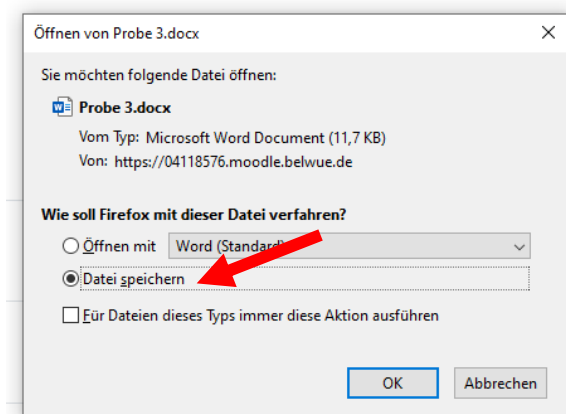 Öffnen von Probe 3.docx
Sie möchten folgende Datei öffnen:
Probe 3.docx
Vom Typ: Microsoft Word Document (11,7 KB)
Von: https://04118576.moodle.belwue.de
Wie soll Firefox mit dieser Datei verfahren?
Öffnen mit Word (Standard)
Datei speichern
Für Dateien dieses Typs immer diese Aktion ausführen
OK Abbrechen